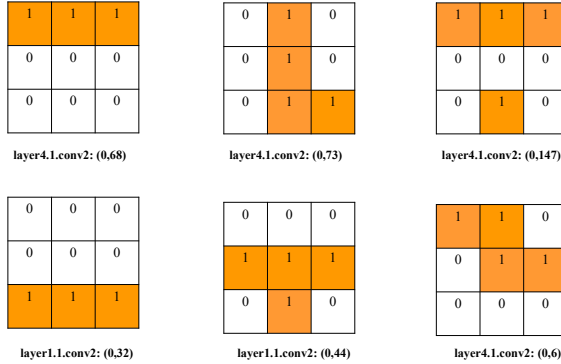 1 1 1
0 0 0
0 0 0
layer4.1.conv2: (0,68)
0 1 0
0 1 0
0 1 1
layer4.1.conv2: (0,73)
1 1 1
0 0 0
0 1 0
layer4.1.conv2: (0,147)
0 0 0
0 0 0
1 1 1
layer1.1.conv2: (0,32)
0 0 0
1 1 1
0 1 0
layer1.1.conv2: (0,44)
1 1 0
0 1 1
0 0 0
layer4.1.conv2: (0,6)